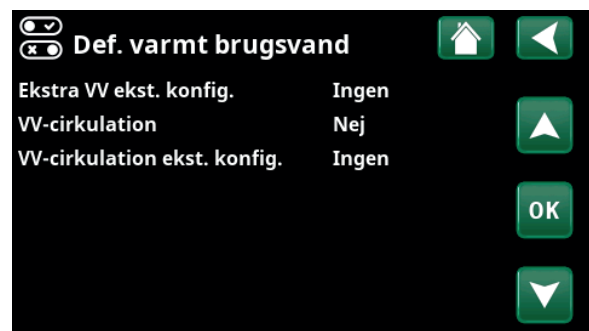 Def. varmt brugsvand
Ekstra VV ekst. konfig. Ingen
VV-cirkulation Nej
VV-cirkulation ekst. konfig. Ingen
OK